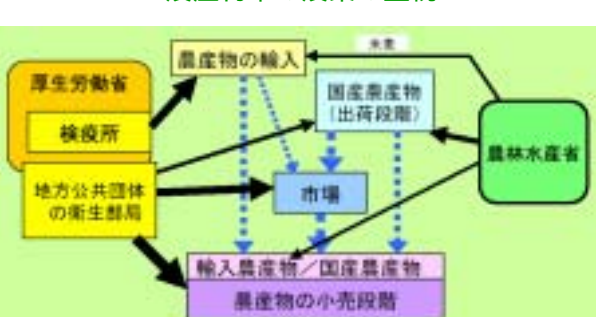 農産物の輸入
米麦
厚生労働省
検疫所
国産農産物
(出荷段階)
農林水産省
地方公共団体
の衛生部局
市場
輸入農産物/国産農産物
農産物の小売段階